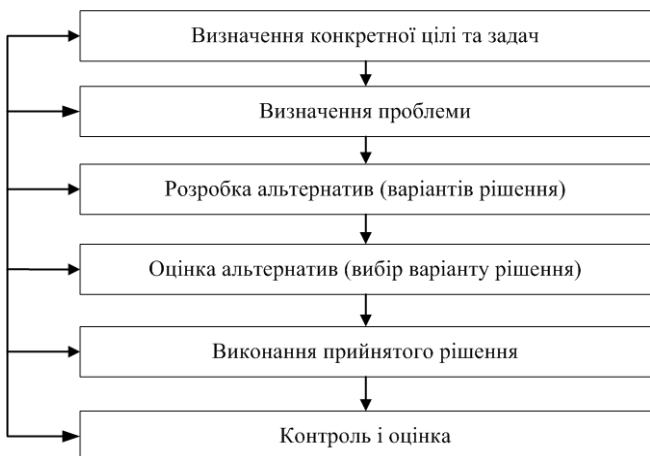 Визначення конкретної цілі та задач
Визначення проблеми
Розробка альтернатив (варіантів рішення)
Оцінка альтернатив (вибір варіанту рішення)
Виконання прийнятого рішення
Контроль і оцінка